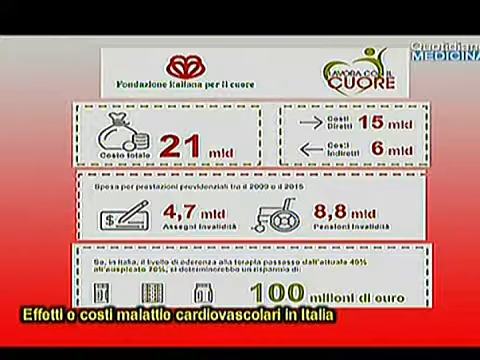 Quotidiano
MEDICINA
Fondazione italiana per il cuore
LAVORA CON IL
CUORE
Costo totale
21 mld
Costi
Diretti
15 mld
Costi
Indiretti
6 mld
Spesa per prestazioni previdenziali tra il 2009 e il 2015
4,7 mld
Assegni Invalidità
8,8 mld
Pensioni Invalidità
Se, in Italia, il livello di aderenza alla terapia passasse dall'attuale 40%
all'auspicato 70%, si determinerebbe un risparmio di:
100 milioni di euro
Effetti e costi malattie cardiovascolari in Italia